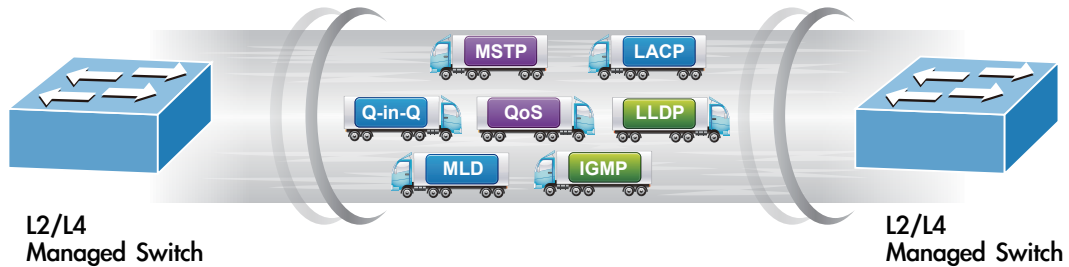 MSTP
LACP
Q-in-Q
QoS
LLDP
MLD
IGMP
L2/L4
Managed Switch
L2/L4
Managed Switch